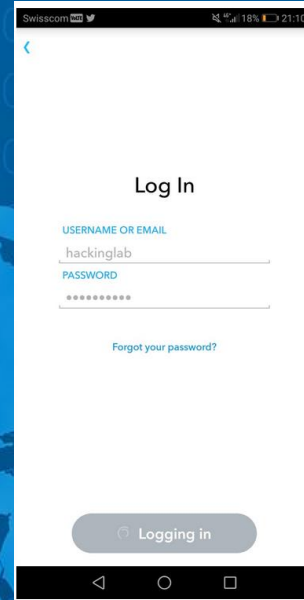 Swisscom 18% 21:10
Log In
USERNAME OR EMAIL
hackinglab
PASSWORD
••••••••••
Forgot your password?
Logging in